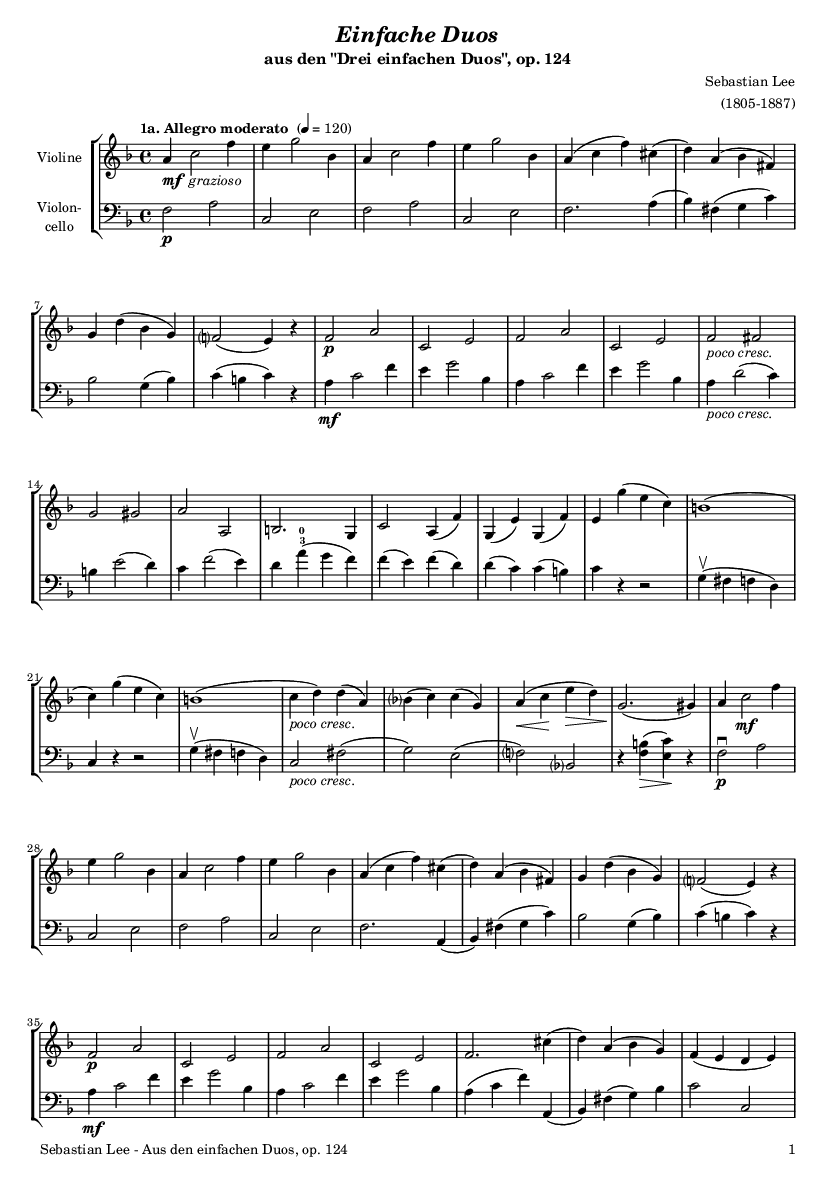 Einfache Duos
aus den "Drei einfachen Duos", op. 124
Sebastian Lee
(1805-1887)
1a. Allegro moderato (♩ = 120)
Violine
mf grazioso
Violon-
cello
p
7
p
poco cresc.
mf
poco cresc.
14
0
3
21
poco cresc.
mf
poco cresc.
p
28
35
p
mf
Sebastian Lee - Aus den einfachen Duos, op. 124
1